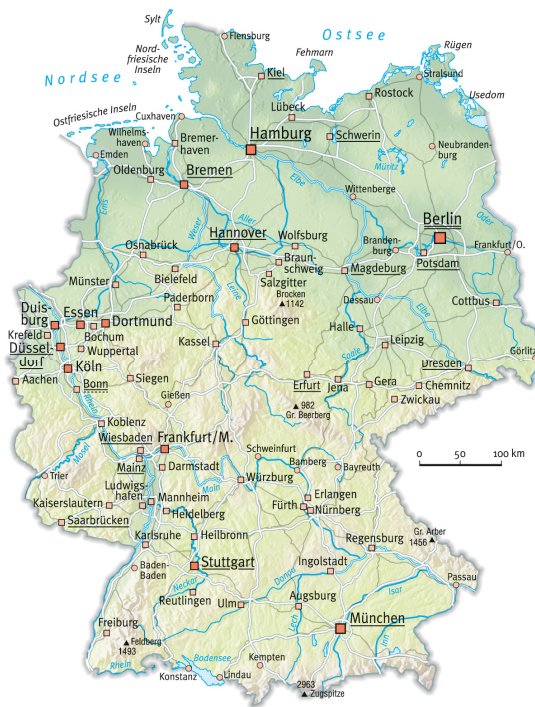 Sylt
Flensburg
Ostsee
Nord-
friesische
Inseln
Fehmarn
Rügen
Nordsee
Kiel
Stralsund
Usedom
Rostock
Ostfriesische Inseln
Cuxhaven
Lübeck
Wilhelms-
haven
Bremer-
haven
Hamburg
Schwerin
Neubranden-
burg
Emden
Müritz
Oldenburg
Bremen
Elbe
Wittenberge
Ems
Weser
Aller
Berlin
Oder
Hannover
Wolfsburg
Branden-
burg
Frankfurt/O.
Osnabrück
Braun-
schweig
Potsdam
Magdeburg
Bielefeld
Salzgitter
Münster
Leine
Brocken
1142
Paderborn
Dessau
Elbe
Cottbus
Duis-
burg
Essen
Dortmund
Göttingen
Halle
Krefeld
Bochum
Leipzig
Düssel-
dorf
Wuppertal
Kassel
Saale
Görlitz
Köln
Dresden
Aachen
Siegen
Erfurt
Jena
Gera
Chemnitz
Bonn
Rhein
Gießen
982
Gr. Beerberg
Zwickau
Koblenz
Wiesbaden
Frankfurt/M.
Mosel
Schweinfurt
Bamberg
Bayreuth
0
50
100 km
Mainz
Darmstadt
Main
Würzburg
Trier
Ludwigs-
hafen
Mannheim
Erlangen
Kaiserslautern
Heidelberg
Fürth
Nürnberg
Saarbrücken
Karlsruhe
Heilbronn
Regensburg
Gr. Arber
1456
Baden-
Baden
Stuttgart
Donau
Ingolstadt
Passau
Neckar
Isar
Reutlingen
Ulm
Augsburg
Freiburg
Lech
München
Inn
Feldberg
1493
Bodensee
Kempten
Rhein
Konstanz
Lindau
2963
Zugspitze